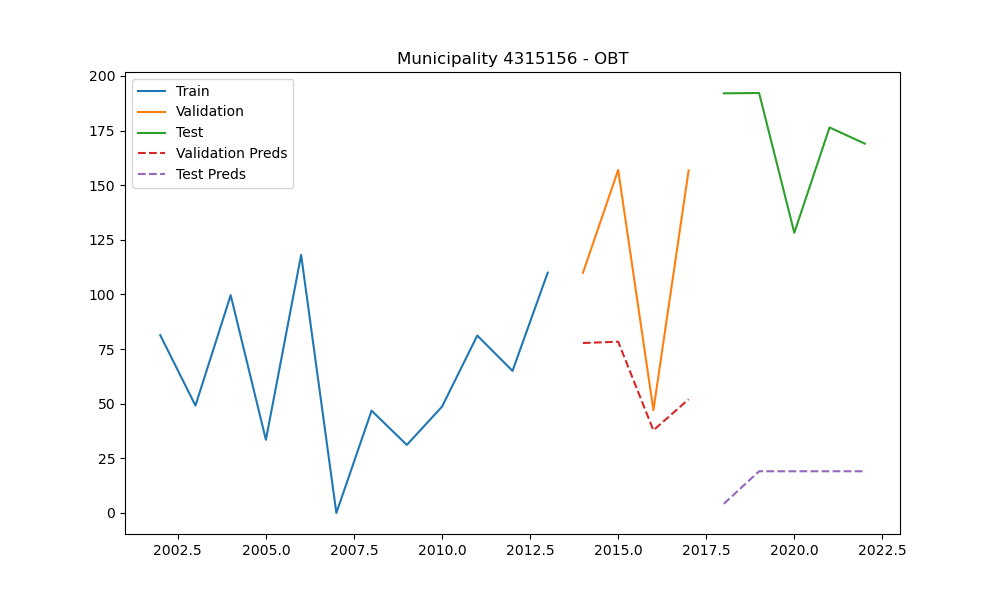 Municipality 4315156 - OBT
Train
Validation
Test
Validation Preds
Test Preds
200
175
150
125
100
75
50
25
0
2002.5 2005.0 2007.5 2010.0 2012.5 2015.0 2017.5 2020.0 2022.5